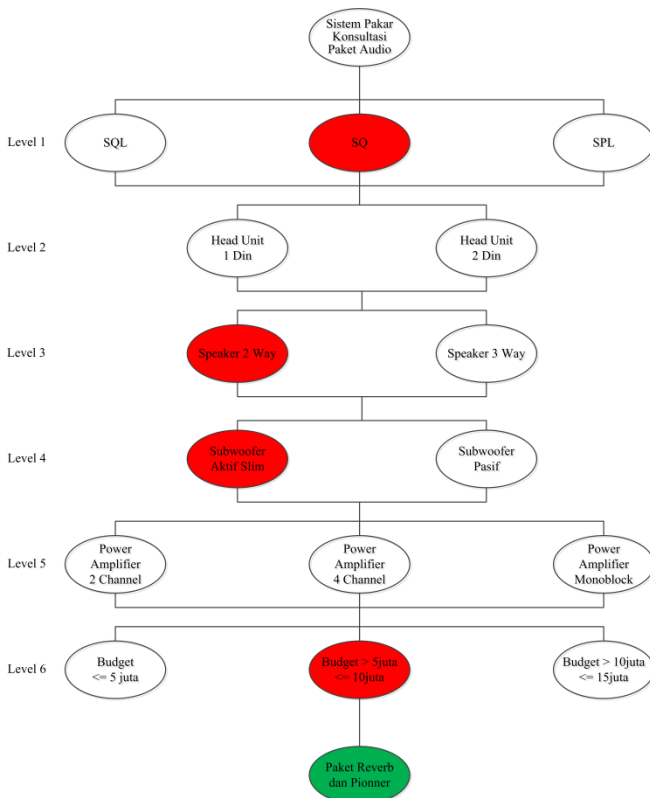 Sistem Pakar
Konsultasi
Paket Audio
Level 1
SQL
SQ
SPL
Level 2
Head Unit
1 Din
Head Unit
2 Din
Level 3
Speaker 2 Way
Speaker 3 Way
Level 4
Subwoofer
Aktif Slim
Subwoofer
Pasif
Level 5
Power
Amplifier
2 Channel
Power
Amplifier
4 Channel
Power
Amplifier
Monoblock
Level 6
Budget
<= 5 juta
Budget > 5juta
<= 10juta
Budget > 10juta
<= 15juta
Paket Reverb
dan Pionner